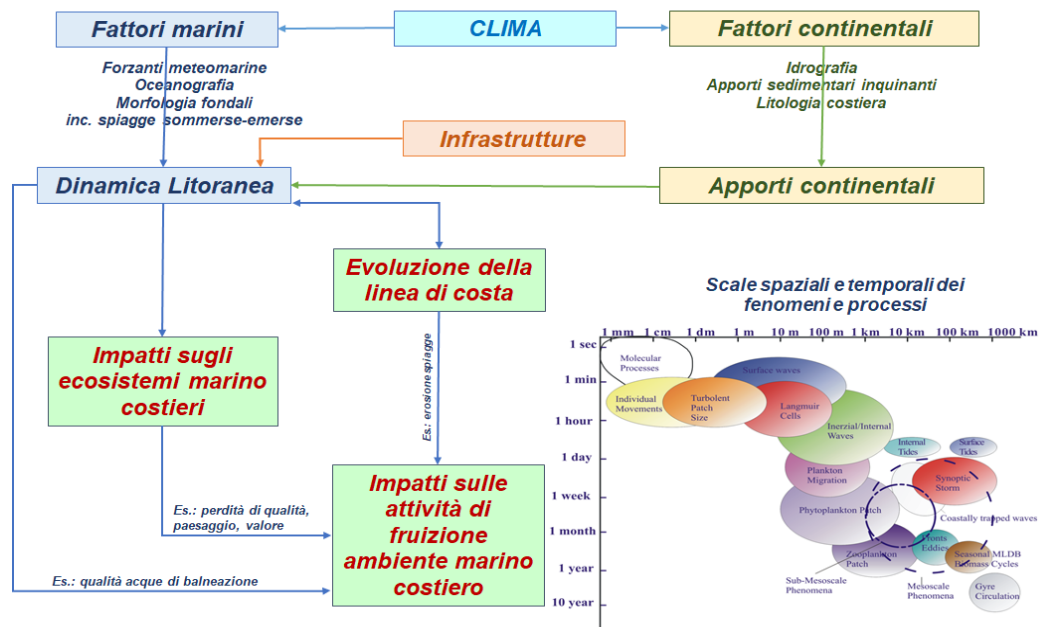 Fattori marini
CLIMA
Fattori continentali
Forzanti meteomarine
Oceanografia
Morfologia fondali
inc. spiagge sommerse-emerse
Idrografia
Apporti sedimentari inquinanti
Litologia costiera
Infrastrutture
Dinamica Litoranea
Apporti continentali
Evoluzione della
linea di costa
Es.: erosione spiagge
Impatti sugli
ecosistemi marino
costieri
Impatti sulle
attività di
fruizione
ambiente marino
costiero
Es.: perdità di qualità,
paesaggio, valore
Es.: qualità acque di balneazione
Scale spaziali e temporali dei
fenomeni e processi
1 mm 1 cm 1 dm 1 m 10 m 100 m 1 km 10 km 100 km 1000 km
1 sec
1 min
1 hour
1 day
1 week
1 month
1 year
10 year
Molecular
Processes
Surface waves
Individual
Movements
Turbolent
Patch
Size
Langmuir
Cells
Inerzial/Internal
Waves
Internal
Tides
Surface
Tides
Plankton
Migration
Synoptic
Storm
Phytoplankton Patch
Coastally trapped waves
Zooplankton
Patch
Fronts
Eddies
Seasonal MLDB
Biomass Cycles
Sub-Mesoscale
Phenomena
Mesoscale
Phenomena
Gyre
Circulation